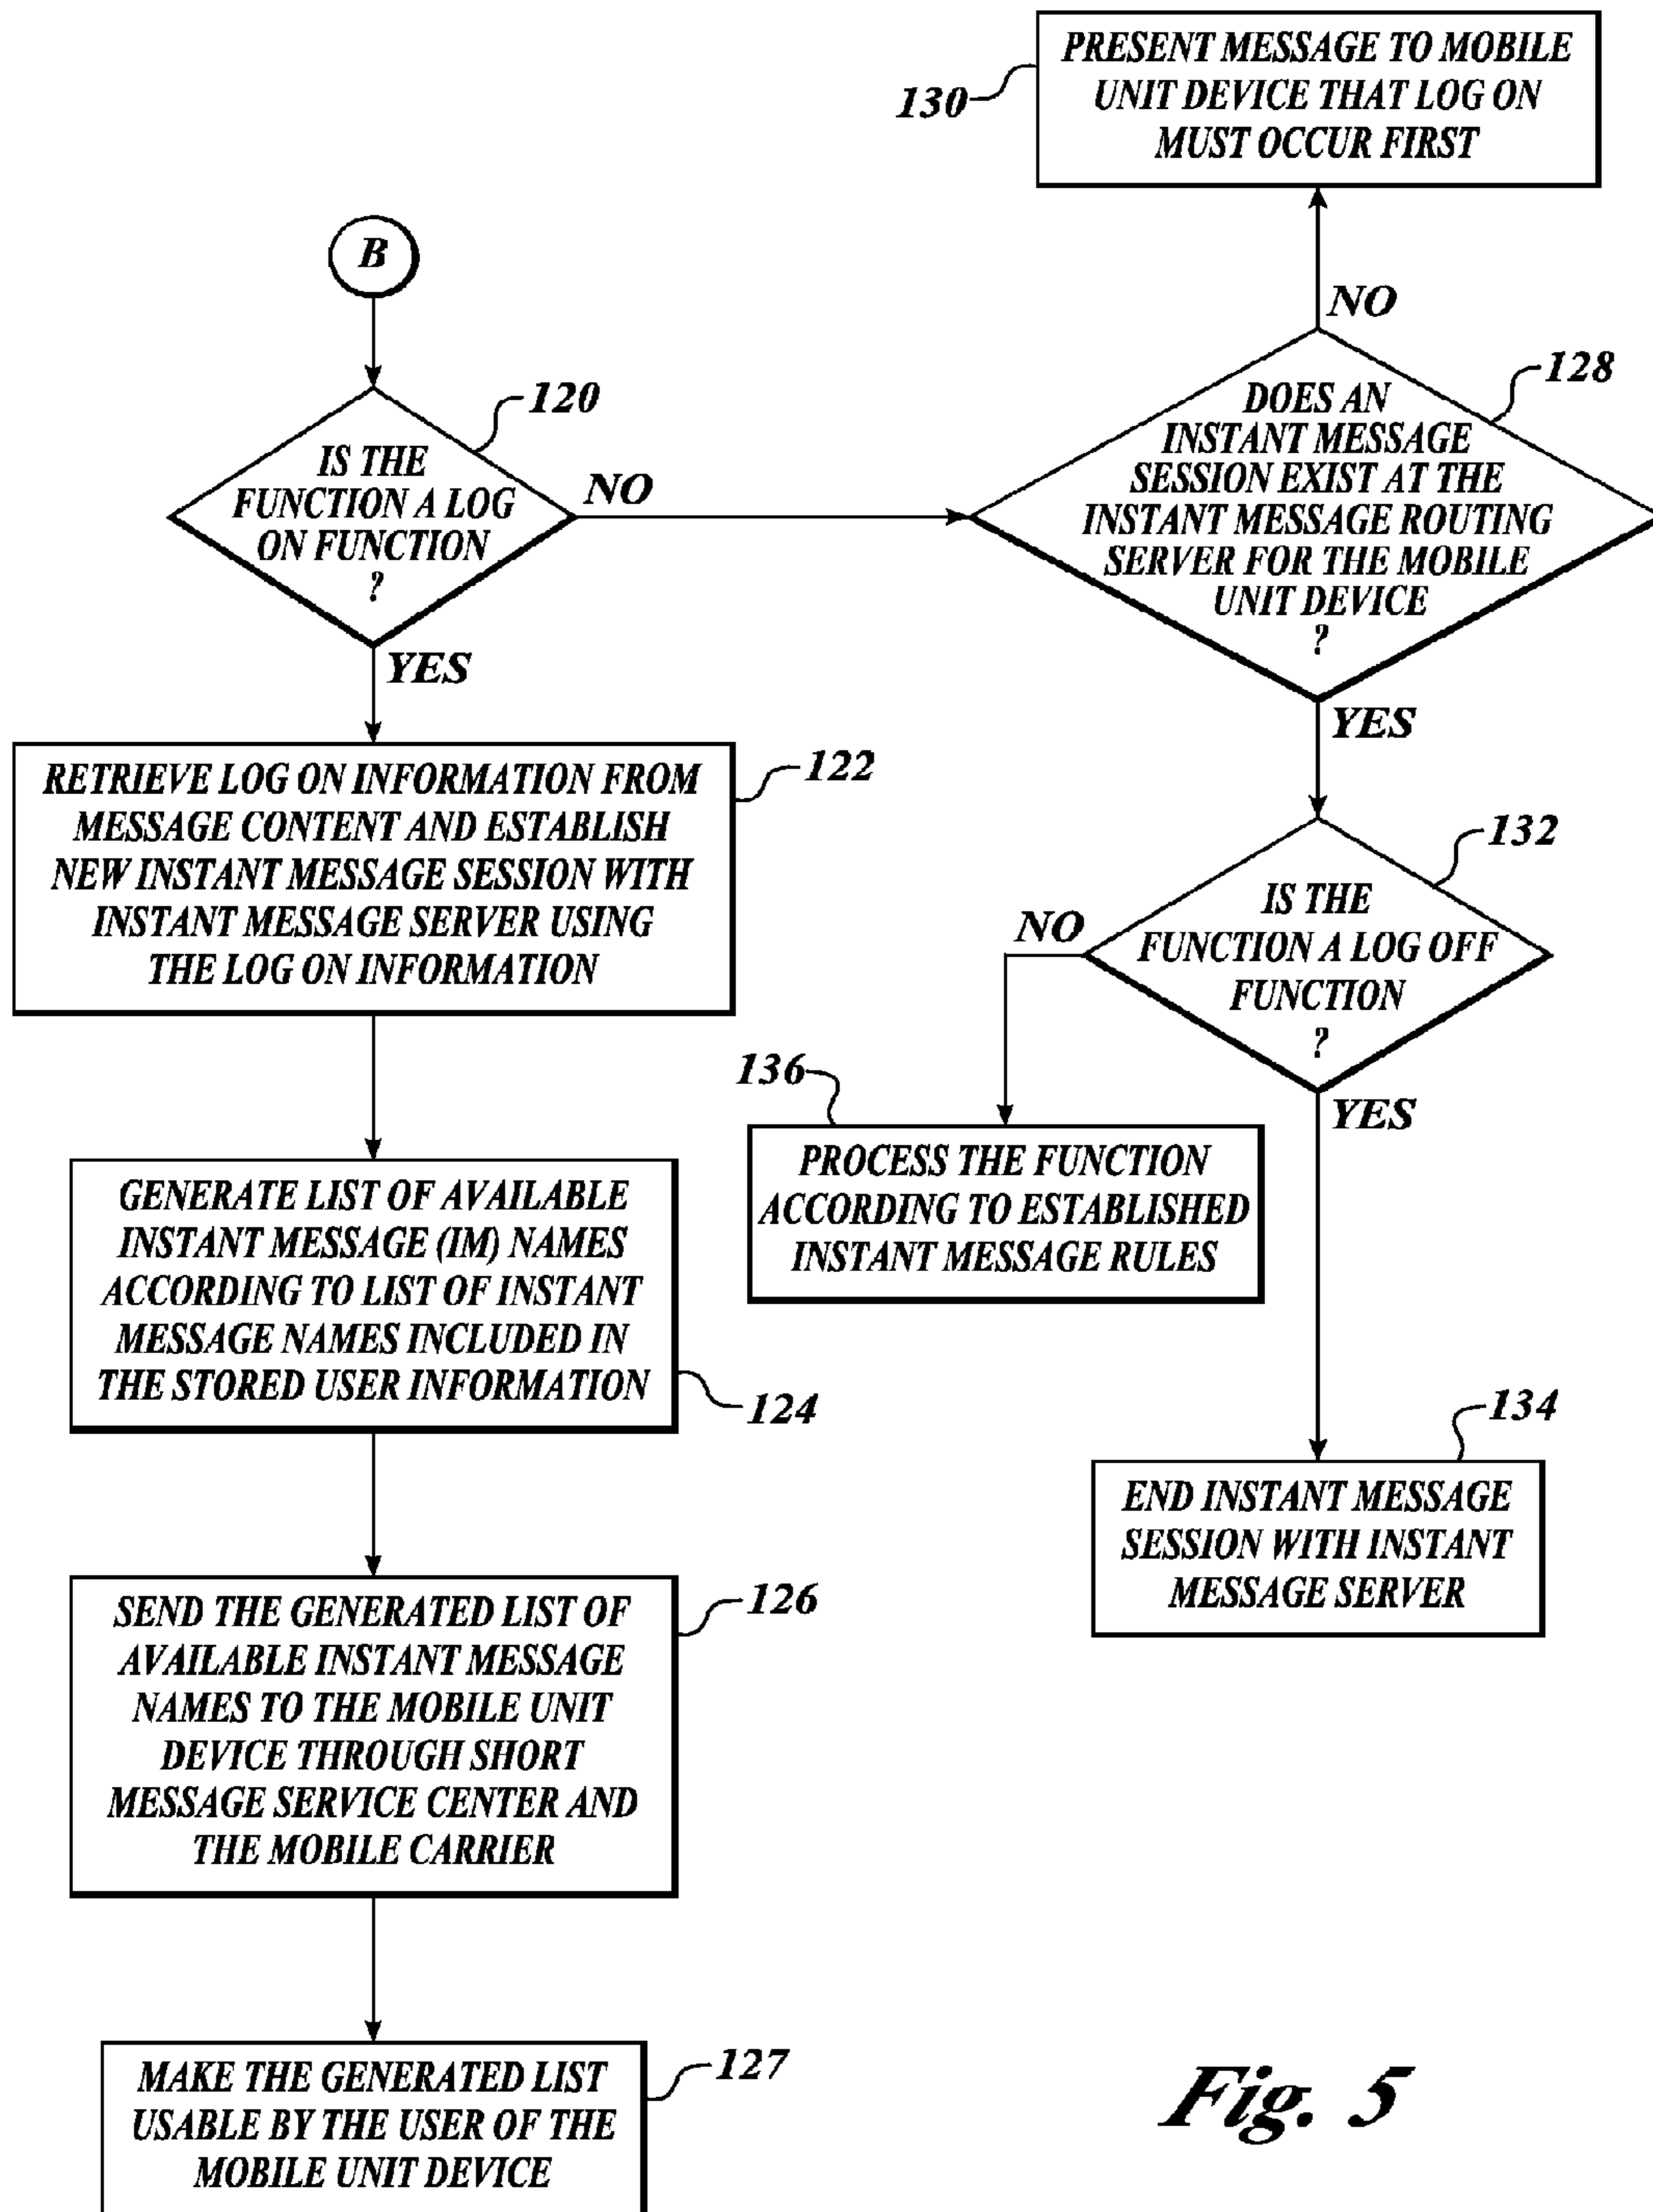 B
120
IS THE
FUNCTION A LOG
ON FUNCTION
?
NO
YES
122
RETRIEVE LOG ON INFORMATION FROM
MESSAGE CONTENT AND ESTABLISH
NEW INSTANT MESSAGE SESSION WITH
INSTANT MESSAGE SERVER USING
THE LOG ON INFORMATION
GENERATE LIST OF AVAILABLE
INSTANT MESSAGE (IM) NAMES
ACCORDING TO LIST OF INSTANT
MESSAGE NAMES INCLUDED IN
THE STORED USER INFORMATION
124
126
SEND THE GENERATED LIST OF
AVAILABLE INSTANT MESSAGE
NAMES TO THE MOBILE UNIT
DEVICE THROUGH SHORT
MESSAGE SERVICE CENTER AND
THE MOBILE CARRIER
127
MAKE THE GENERATED LIST
USABLE BY THE USER OF THE
MOBILE UNIT DEVICE
130
PRESENT MESSAGE TO MOBILE
UNIT DEVICE THAT LOG ON
MUST OCCUR FIRST
NO
128
DOES AN
INSTANT MESSAGE
SESSION EXIST AT THE
INSTANT MESSAGE ROUTING
SERVER FOR THE MOBILE
UNIT DEVICE
?
YES
132
IS THE
FUNCTION A LOG OFF
FUNCTION
?
NO
YES
136
PROCESS THE FUNCTION
ACCORDING TO ESTABLISHED
INSTANT MESSAGE RULES
134
END INSTANT MESSAGE
SESSION WITH INSTANT
MESSAGE SERVER
Fig. 5